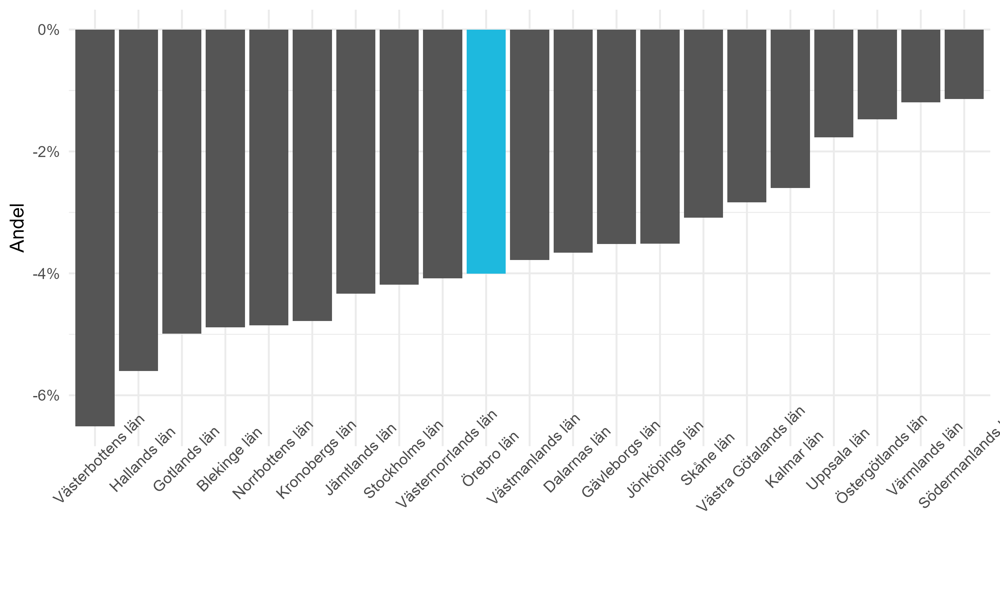 0%
-2%
-4%
-6%
Andel
Västerbottens län
Hallands län
Gotlands län
Blekinge län
Norrbottens län
Kronobergs län
Jämtlands län
Stockholms län
Västernorrlands län
Örebro län
Västmanlands län
Dalarnas län
Gävleborgs län
Jönköpings län
Skåne län
Västra Götalands län
Kalmar län
Uppsala län
Östergötlands län
Värmlands län
Södermanlands